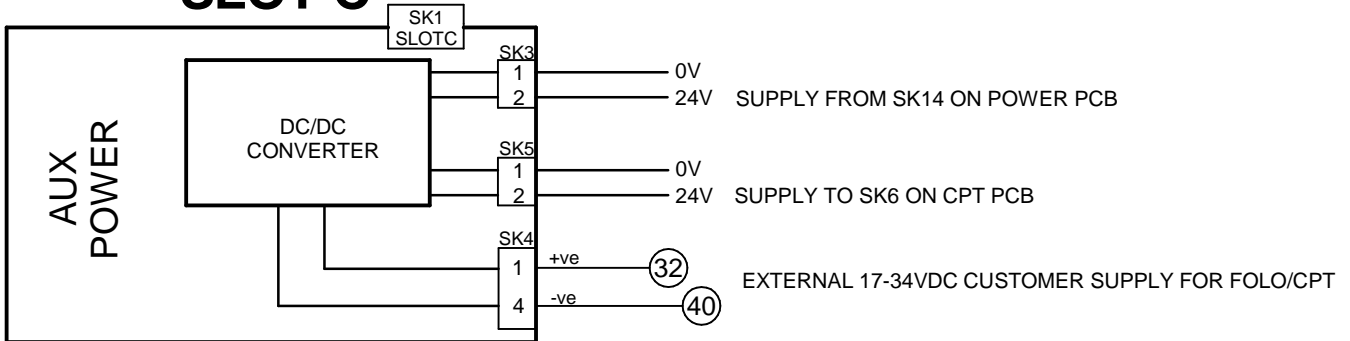 SK1
SLOTC
AUX
POWER
DC/DC
CONVERTER
SK3
1 0V
2 24V SUPPLY FROM SK14 ON POWER PCB
SK5
1 0V
2 24V SUPPLY TO SK6 ON CPT PCB
SK4
1 +ve 32
EXTERNAL 17-34VDC CUSTOMER SUPPLY FOR FOLO/CPT
4 -ve 40